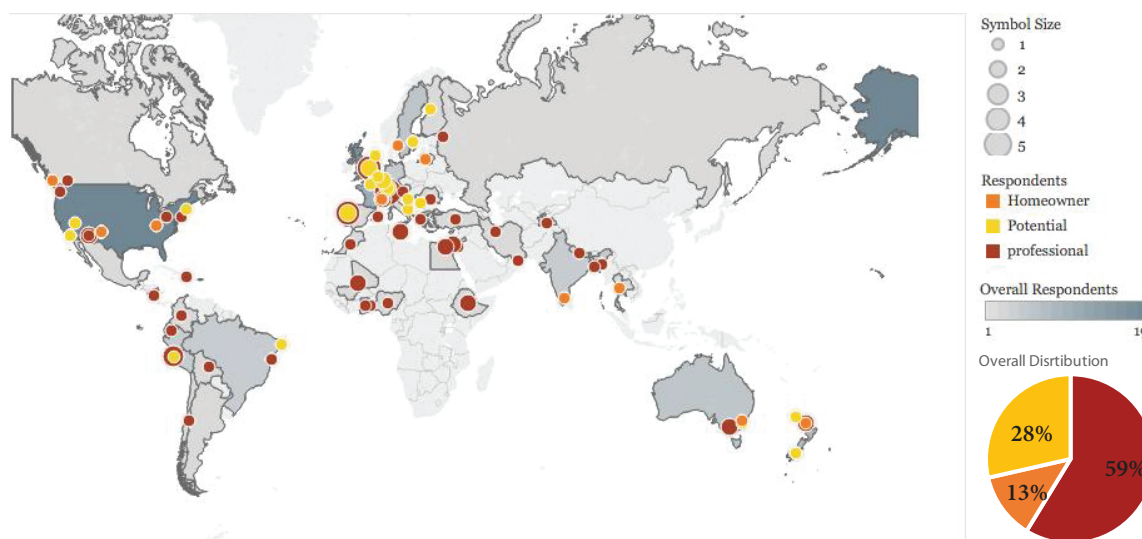 Symbol Size
1
2
3
4
5
Respondents
Homeowner
Potential
professional
Overall Respondents
1
Overall Disrtibution
28%
59%
13%